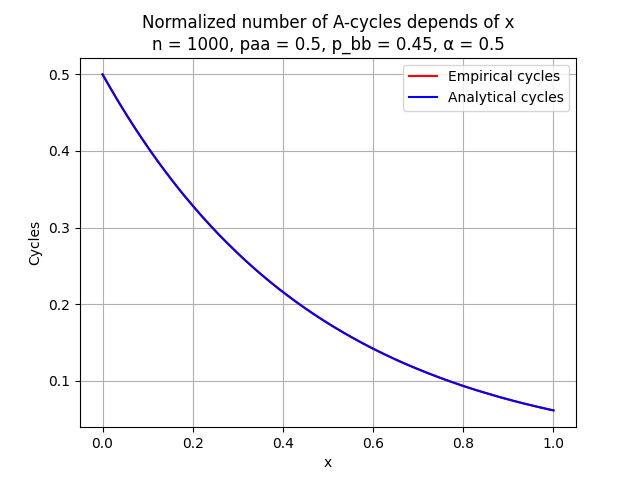 Normalized number of A-cycles depends of x
n = 1000, paa = 0.5, p_bb = 0.45, α = 0.5
Empirical cycles
Analytical cycles
0.5
0.4
0.3
0.2
0.1
Cycles
0.0 0.2 0.4 0.6 0.8 1.0
x